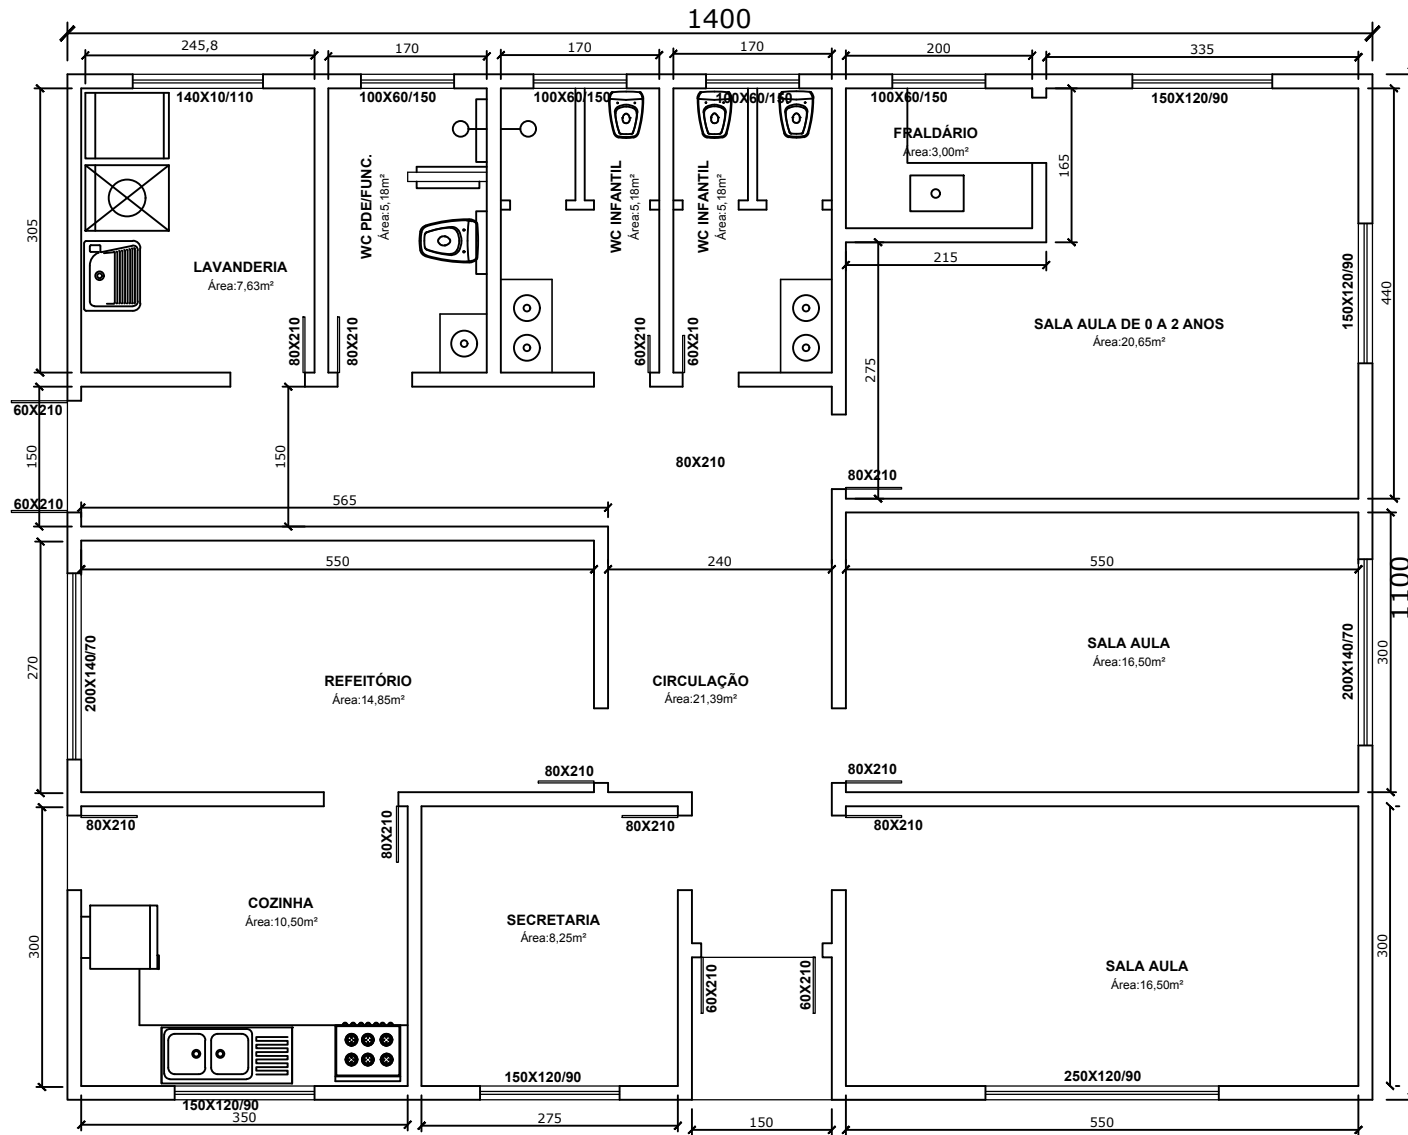 1400
245,8
170
170
170
200
335
140X10/110
100X60/150
100X60/150
100X60/150
100X60/150
150X120/90
FRALDÁRIO
Área:3,00m²
165
305
WC PDE/FUNC.
Área:5,18m²
WC INFANTIL
Área:5,18m²
WC INFANTIL
Área:5,18m²
LAVANDERIA
Área:7,63m²
215
150X120/90
440
SALA AULA DE 0 A 2 ANOS
Área:20,65m²
80X210
80X210
60X210
60X210
275
60X210
150
150
80X210
80X210
60X210
565
550
240
550
1100
270
200X140/70
REFEITÓRIO
Área:14,85m²
CIRCULAÇÃO
Área:21,39m²
SALA AULA
Área:16,50m²
200X140/70
300
80X210
80X210
80X210
80X210
80X210
80X210
COZINHA
Área:10,50m²
SECRETARIA
Área:8,25m²
300
SALA AULA
Área:16,50m²
300
60X210
60X210
150X120/90
150X120/90
250X120/90
350
275
150
550